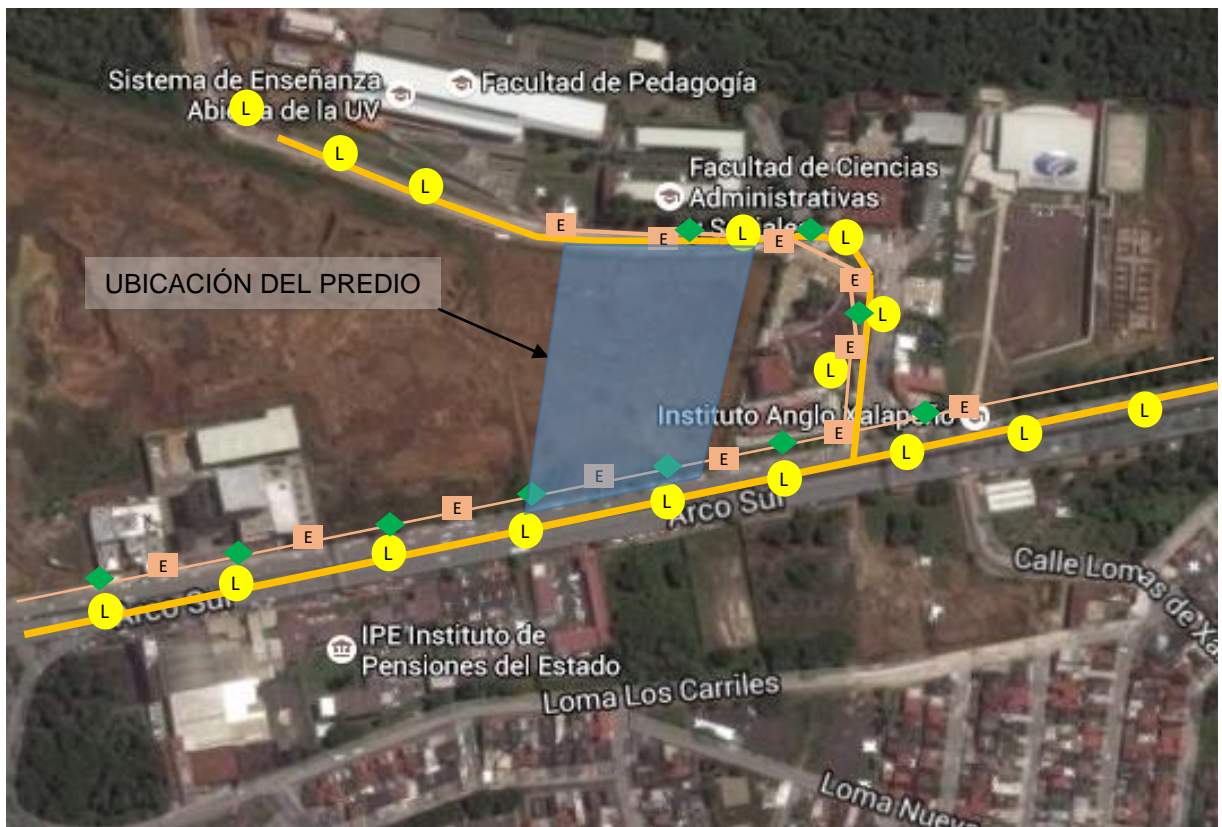 Sistema de Enseñanza
Facultad de Pedagogía
L
de la UV
L
Facultad de Ciencias
L
Administrativas
E
L
L
E
E
E
UBICACIÓN DEL PREDIO
L
E
L
E
L
Instituto Anglo Xalapeño
E
L
L
E
E
L
L
E
Arco Sur
L
E
L
E
Calle Lomas de Xa
L
Arco Sur
L
IPE Instituto de
Pensiones del Estado
Loma Los Carriles
Loma Nueva